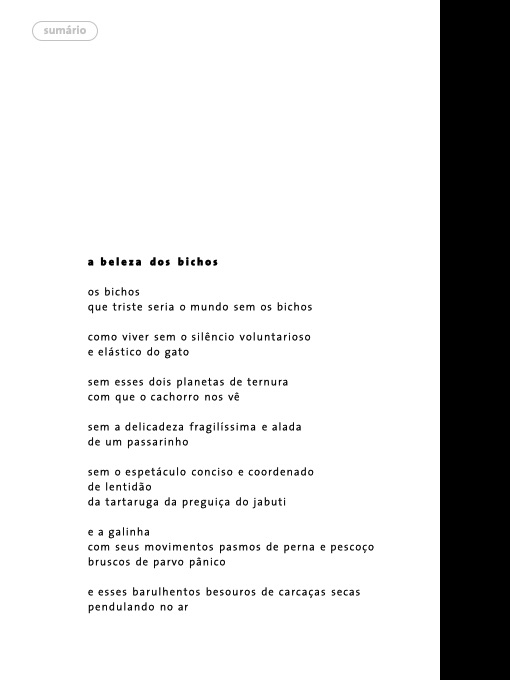 sumário
a beleza dos bichos
os bichos
que triste seria o mundo sem os bichos
como viver sem o silêncio voluntarioso
e elástico do gato
sem esses dois planetas de ternura
com que o cachorro nos vê
sem a delicadeza fragilíssima e alada
de um passarinho
sem o espetáculo conciso e coordenado
de lentidão
da tartaruga da preguiça do jabuti
e a galinha
com seus movimentos pasmos de perna e pescoço
bruscos de parvo pânico
e esses barulhentos besouros de carcaças secas
pendulando no ar